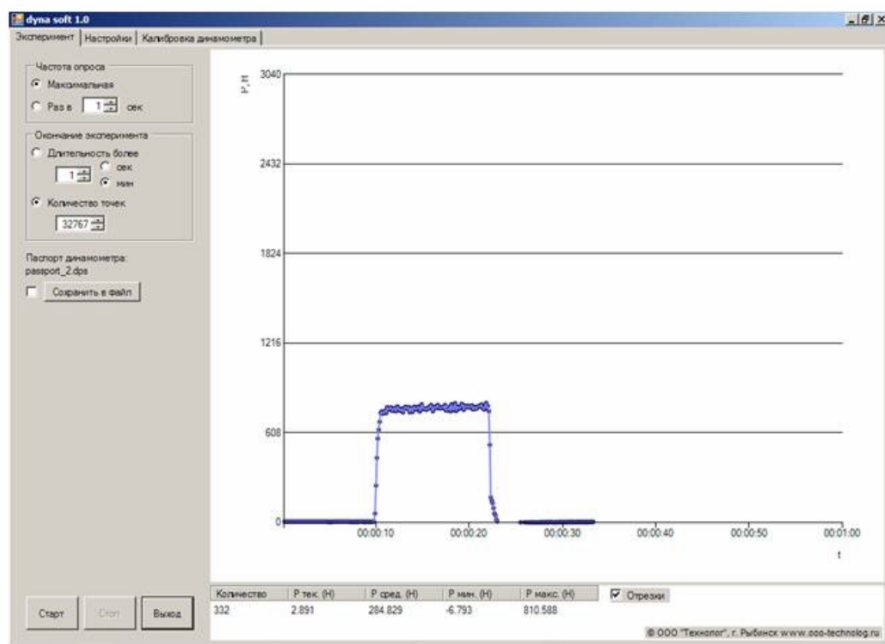 dyna soft 1.0
Эксперимент Настройки Калибровка динамометра
Частота опроса
Максимальная
Раз в 1 сек
Окончание эксперимента
Длительность более
1 сек
мин
Количество точек
32767
Паспорт динамометра:
passport_2.dps
Сохранить в файл
Старт Стоп Выход
P, Н
3040
2432
1824
1216
608
0
00:00:10 00:00:20 00:00:30 00:00:40 00:00:50 00:01:00
t
Количество P тек. (Н) P сред. (Н) P мин. (Н) P макс. (Н) Отрезки
332 2.891 284.829 -6.793 810.588
© ООО "Технолог", г. Рыбинск www.ooo-technolog.ru